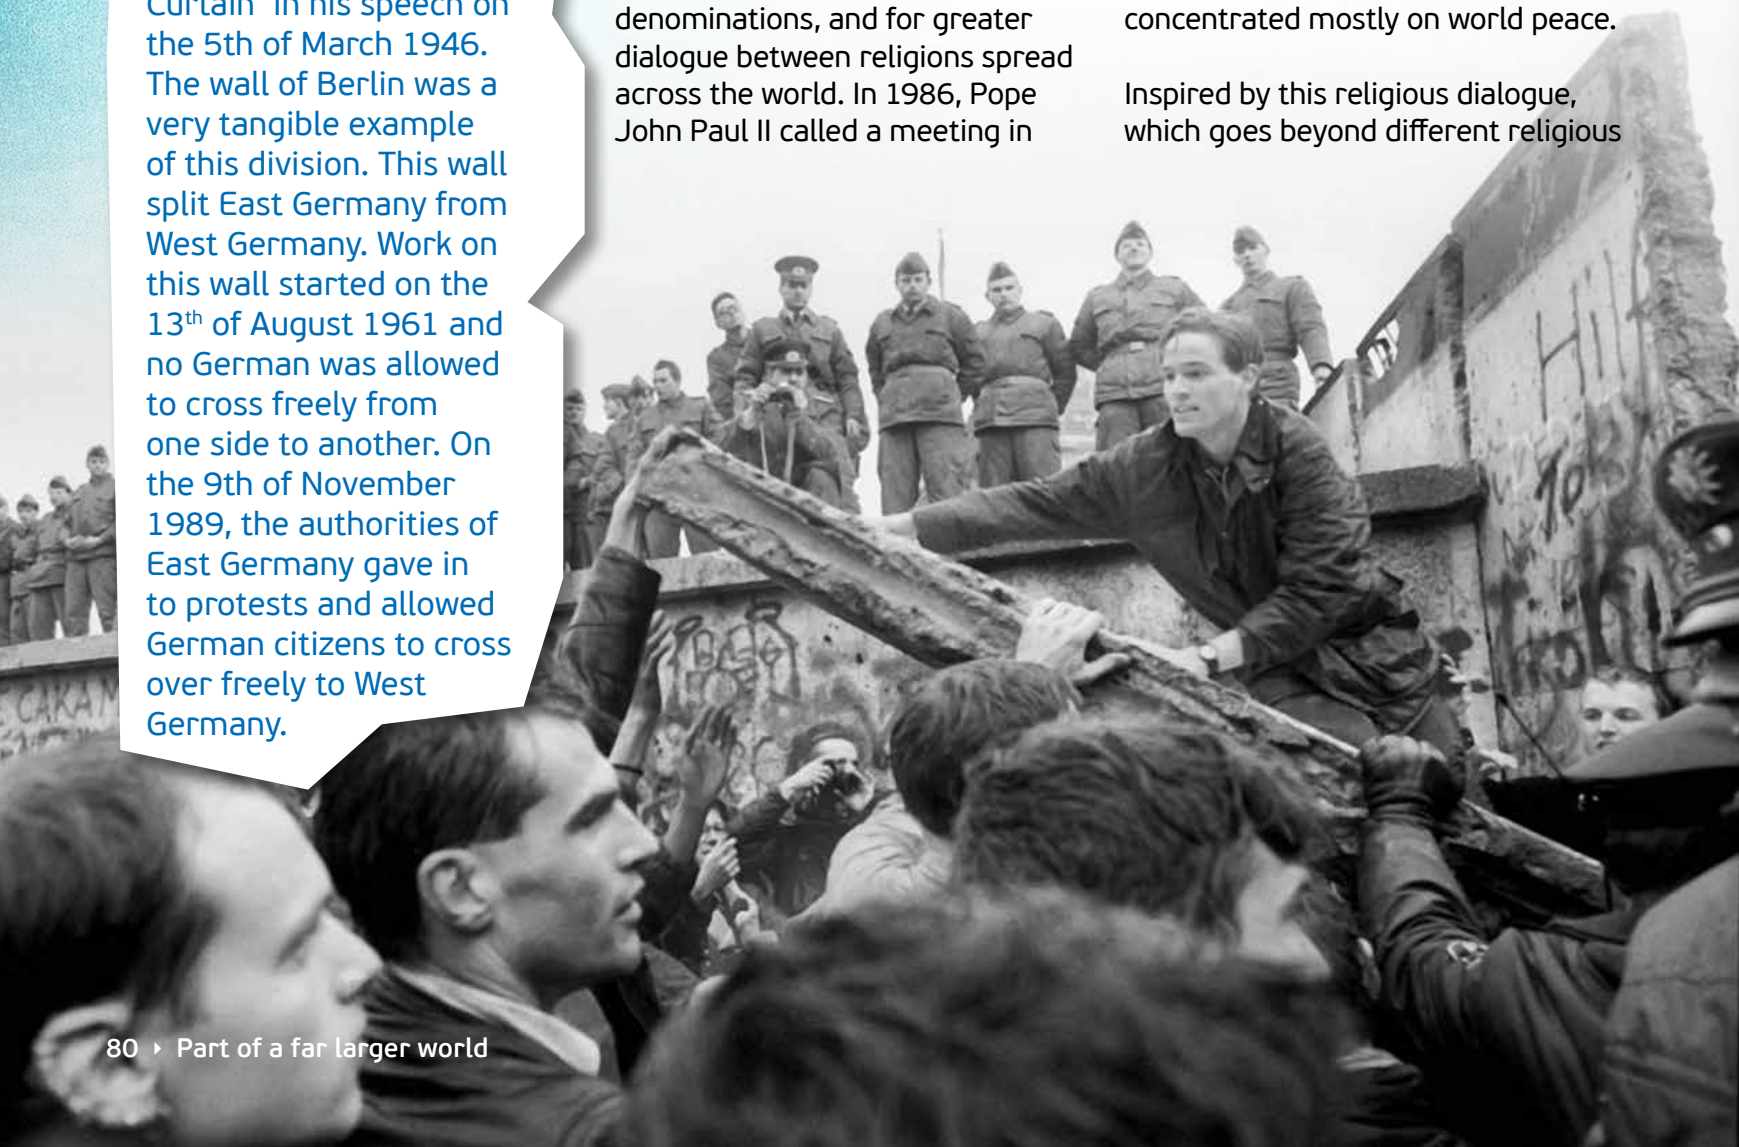 Curtain" in his speech on
the 5th of March 1946.
The wall of Berlin was a
very tangible example
of this division. This wall
split East Germany from
West Germany. Work on
this wall started on the
13th of August 1961 and
no German was allowed
to cross freely from
one side to another. On
the 9th of November
1989, the authorities of
East Germany gave in
to protests and allowed
German citizens to cross
over freely to West
Germany.
denominations, and for greater
dialogue between religions spread
across the world. In 1986, Pope
John Paul II called a meeting in
concentrated mostly on world peace.
Inspired by this religious dialogue,
which goes beyond different religious
CAKAM
80 ‣ Part of a far larger world